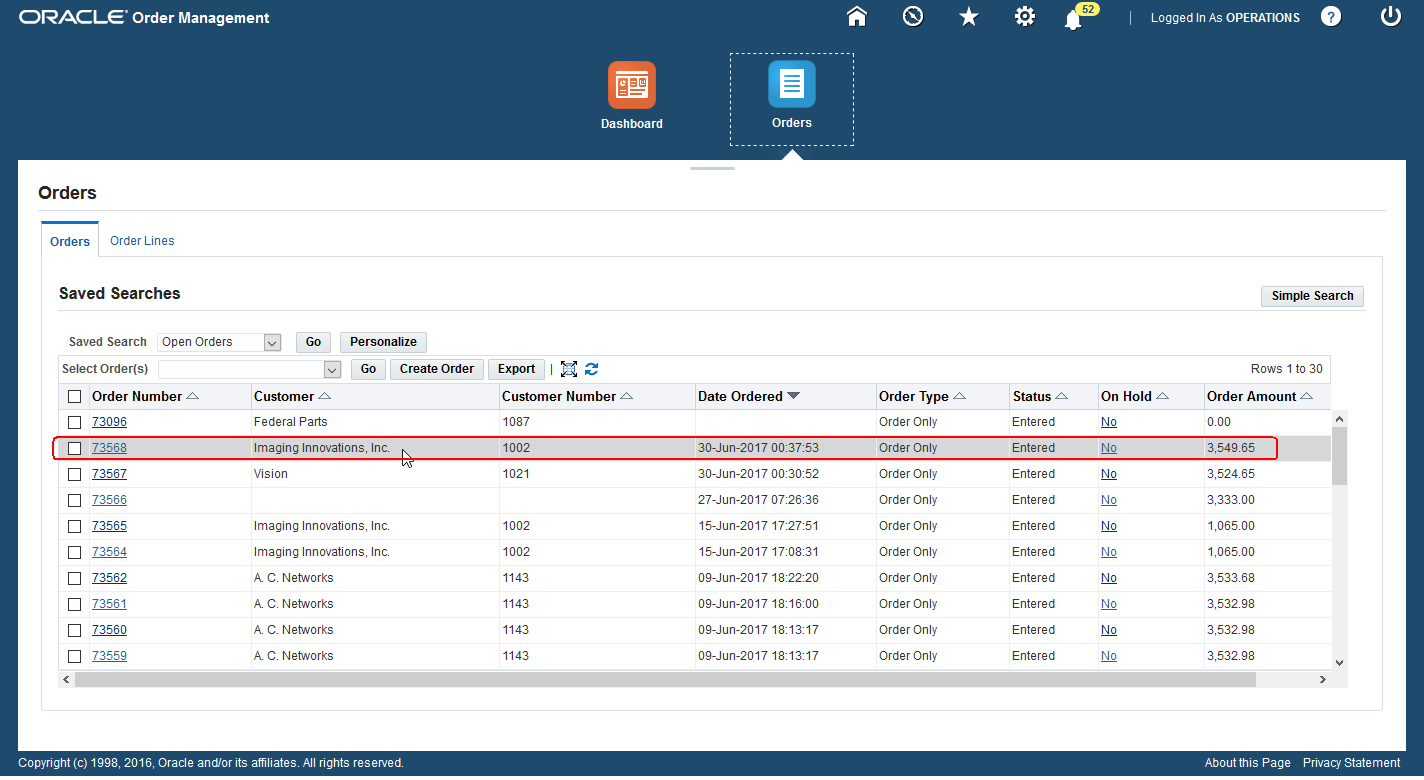 ORACLE Order Management
52
Logged In As OPERATIONS
?
Dashboard
Orders
Orders
Orders
Order Lines
Saved Searches
Simple Search
Saved Search Open Orders Go Personalize
Select Order(s) Go Create Order Export | Rows 1 to 30
Order Number Customer Customer Number Date Ordered Order Type Status On Hold Order Amount
73096 Federal Parts 1087 Order Only Entered No 0.00
73568 Imaging Innovations, Inc. 1002 30-Jun-2017 00:37:53 Order Only Entered No 3,549.65
73567 Vision 1021 30-Jun-2017 00:30:52 Order Only Entered No 3,524.65
73566 27-Jun-2017 07:26:36 Order Only Entered No 3,333.00
73565 Imaging Innovations, Inc. 1002 15-Jun-2017 17:27:51 Order Only Entered No 1,065.00
73564 Imaging Innovations, Inc. 1002 15-Jun-2017 17:08:31 Order Only Entered No 1,065.00
73562 A. C. Networks 1143 09-Jun-2017 18:22:20 Order Only Entered No 3,533.68
73561 A. C. Networks 1143 09-Jun-2017 18:16:00 Order Only Entered No 3,532.98
73560 A. C. Networks 1143 09-Jun-2017 18:13:17 Order Only Entered No 3,532.98
73559 A. C. Networks 1143 09-Jun-2017 18:13:17 Order Only Entered No 3,532.98
Copyright (c) 1998, 2016, Oracle and/or its affiliates. All rights reserved.
About this Page Privacy Statement